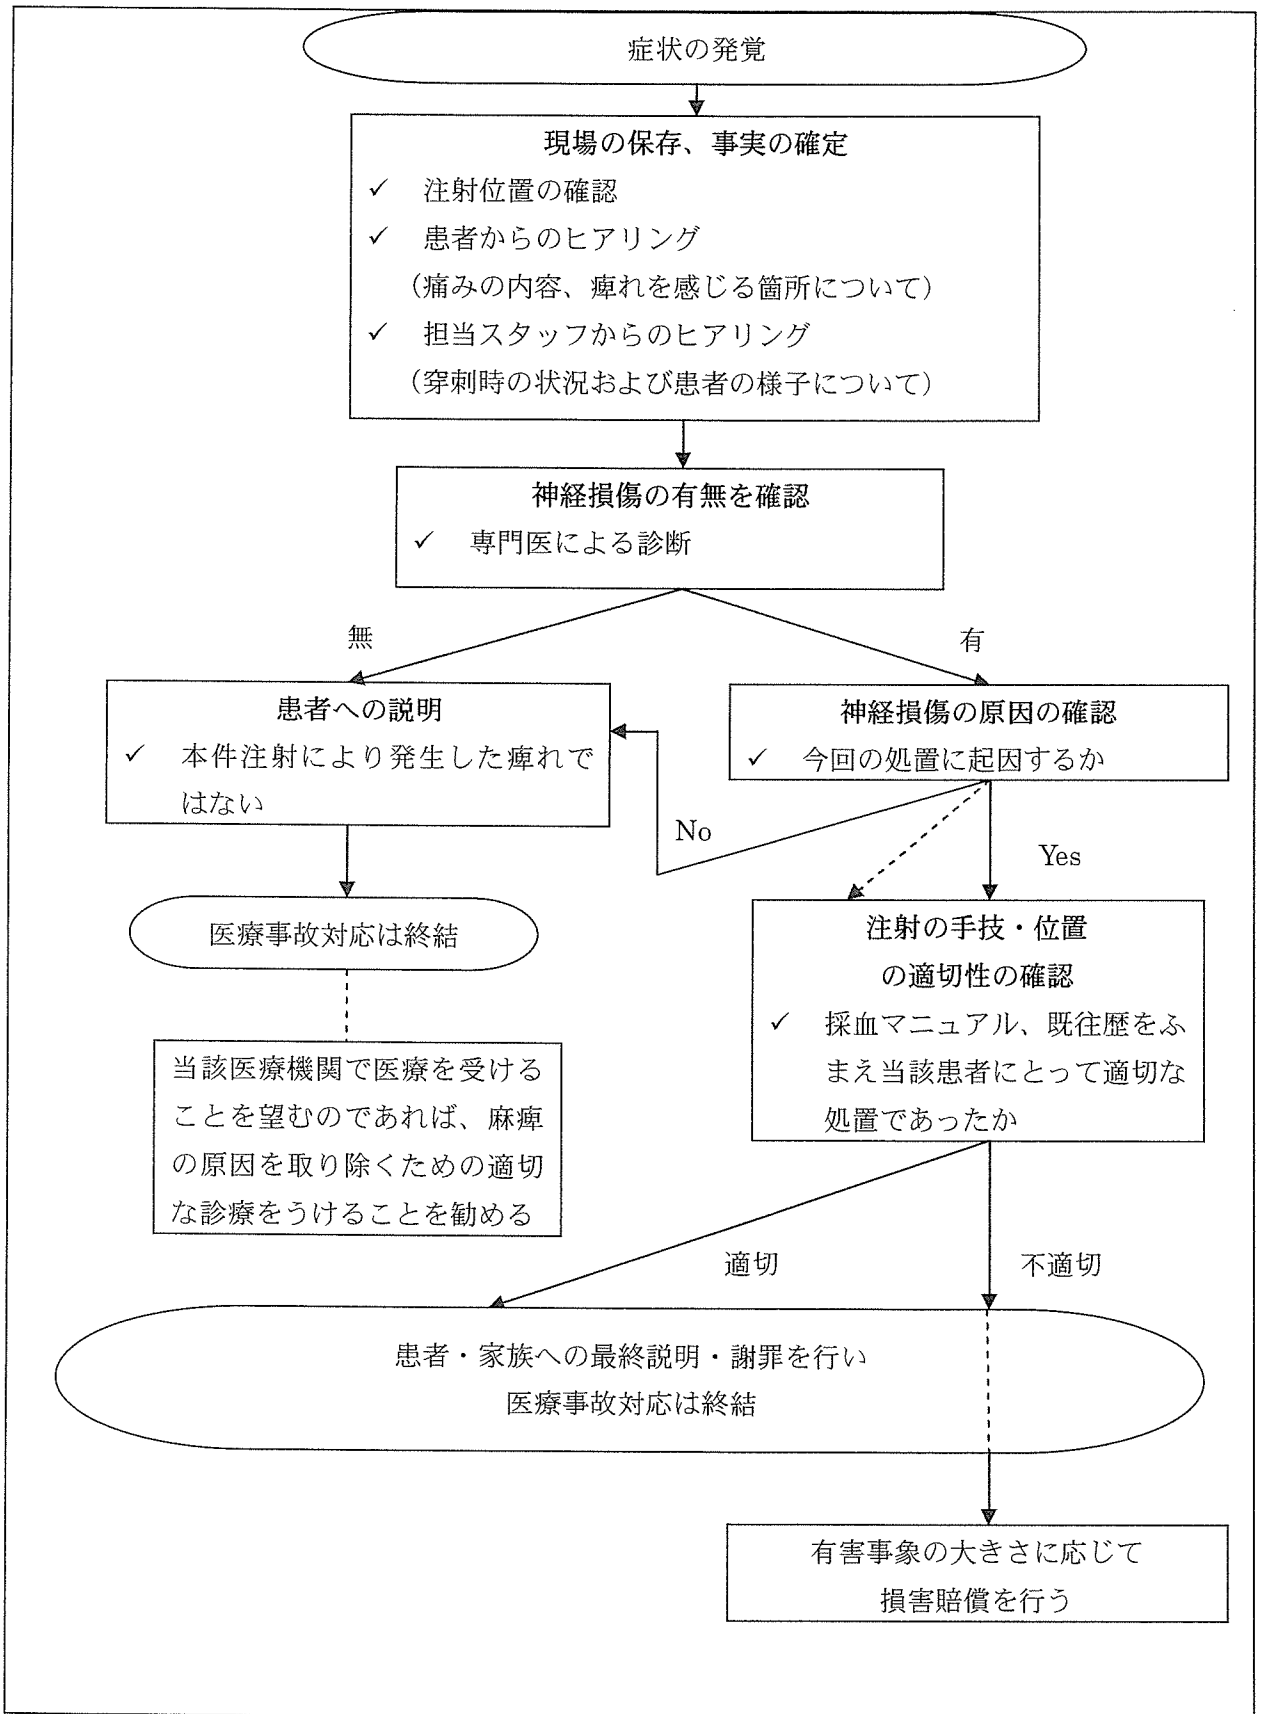 症状の発覚
現場の保存、事実の確定
✓ 注射位置の確認
✓ 患者からのヒアリング
（痛みの内容、痺れを感じる箇所について）
✓ 担当スタッフからのヒアリング
（穿刺時の状況および患者の様子について）
神経損傷の有無を確認
✓ 専門医による診断
無
有
患者への説明
✓ 本件注射により発生した痺れで
はない
神経損傷の原因の確認
✓ 今回の処置に起因するか
No
Yes
医療事故対応は終結
注射の手技・位置
の適切性の確認
✓ 採血マニュアル、既往歴をふ
まえ当該患者にとって適切な
処置であったか
当該医療機関で医療を受ける
ことを望むのであれば、麻痺
の原因を取り除くための適切
な診療をうけることを勧める
適切
不適切
患者・家族への最終説明・謝罪を行い
医療事故対応は終結
有害事象の大きさに応じて
損害賠償を行う